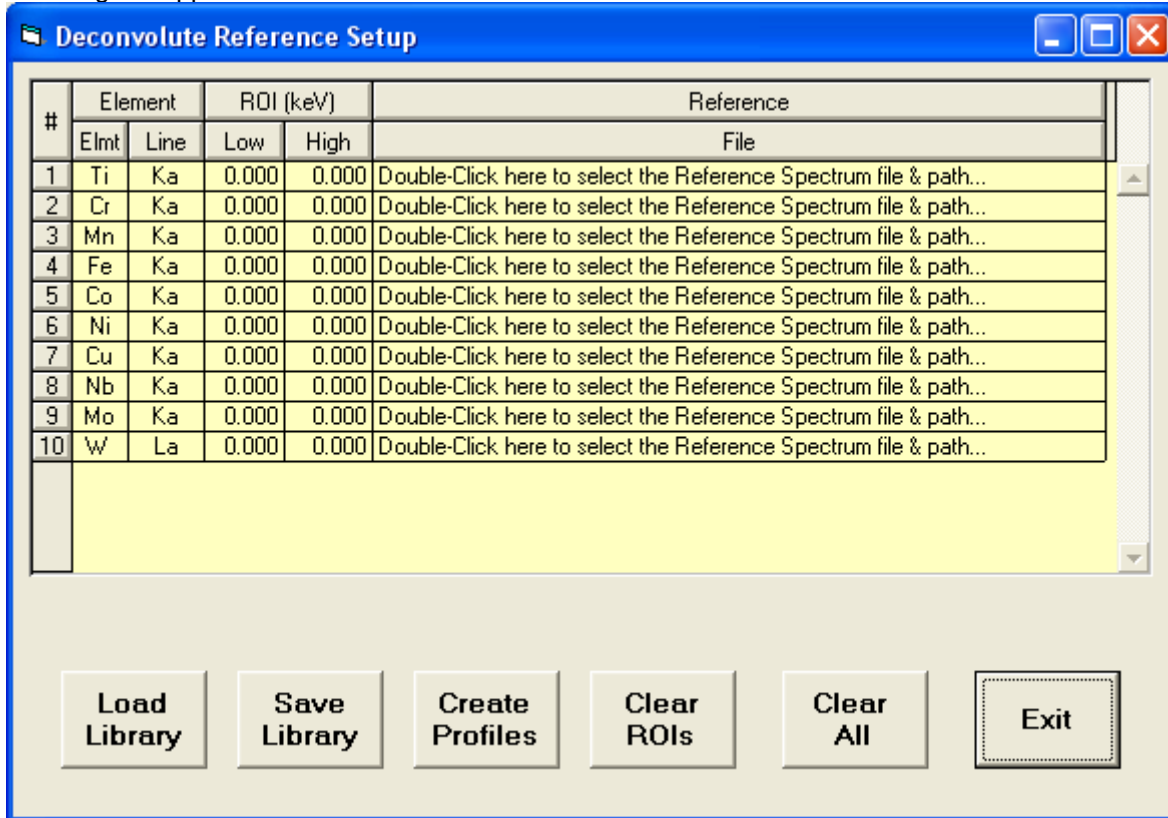 Deconvolute Reference Setup
# Element ROI (keV) Reference
Elmt Line Low High File
1 Ti Ka 0.000 0.000 Double-Click here to select the Reference Spectrum file & path...
2 Cr Ka 0.000 0.000 Double-Click here to select the Reference Spectrum file & path...
3 Mn Ka 0.000 0.000 Double-Click here to select the Reference Spectrum file & path...
4 Fe Ka 0.000 0.000 Double-Click here to select the Reference Spectrum file & path...
5 Co Ka 0.000 0.000 Double-Click here to select the Reference Spectrum file & path...
6 Ni Ka 0.000 0.000 Double-Click here to select the Reference Spectrum file & path...
7 Cu Ka 0.000 0.000 Double-Click here to select the Reference Spectrum file & path...
8 Nb Ka 0.000 0.000 Double-Click here to select the Reference Spectrum file & path...
9 Mo Ka 0.000 0.000 Double-Click here to select the Reference Spectrum file & path...
10 W La 0.000 0.000 Double-Click here to select the Reference Spectrum file & path...
Load Library
Save Library
Create Profiles
Clear ROIs
Clear All
Exit